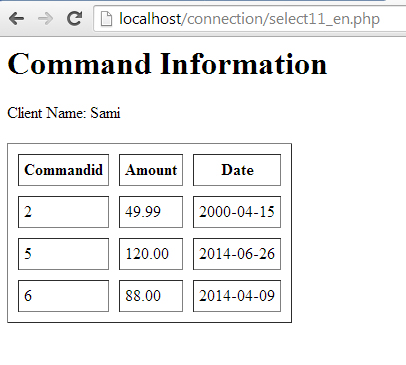 localhost/connection/select11_en.php
Command Information
Client Name: Sami
Commandid Amount Date
2 49.99 2000-04-15
5 120.00 2014-06-26
6 88.00 2014-04-09